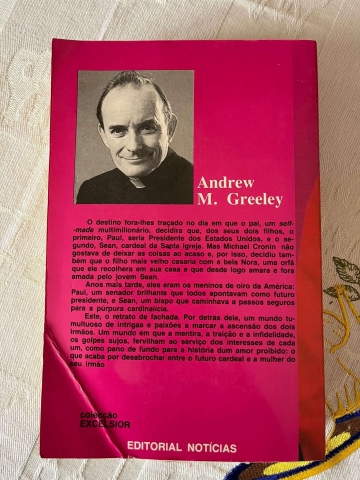 Andrew
M. Greeley
O destino fora-lhes traçado no dia em que o pai, um self-
-made multimilionário, decidira que, dos seus dois filhos, o
primeiro, Paul, seria Presidente dos Estados Unidos, e o se-
gundo, Sean, cardeal da Santa Igreja. Mas Michael Cronin não
gostava de deixar as coisas ao acaso e, por isso, decidiu tam-
bém que o filho mais velho casaria com a bela Nora, uma orfã
que ele recolhera em sua casa e que desde logo amara e fora
amada pelo jovem Sean.
Anos mais tarde, eles eram os meninos de oiro da América:
Paul, um senador brilhante que todos apontavam como futuro
presidente, e Sean, um bispo que caminhava a passos seguros
para a purpura cardinalícia.
Este, o retrato de fachada. Por detras dele, um mundo tu-
multuoso de intrigas e paixões a marcar a ascensão dos dois
irmãos. Um mundo em que a mentira, a traição e a infidelidade,
os golpes sujos, fervilham ao serviço dos interesses de cada
um, como pano de fundo para a história dum amor proibido: o
que acaba por desabrochar entre o futuro cardeal e a mulher do
seu irmão
colecção
EXCELSIOR
EDITORIAL NOTÍCIAS